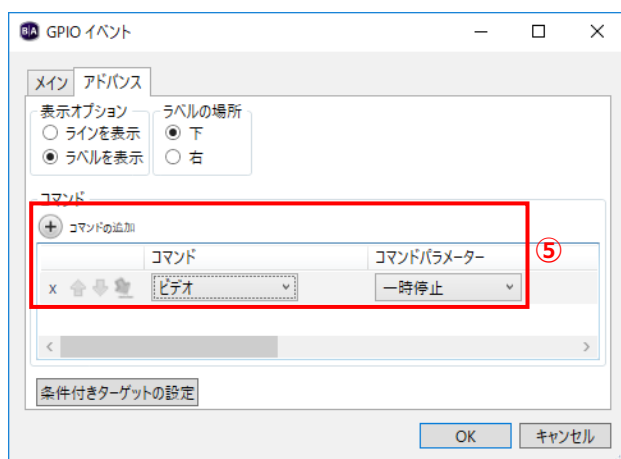 BA GPIO イベント
メイン アドバンス
表示オプション ラベルの場所
ラインを表示 下
ラベルを表示 右
コマンド
+ コマンドの追加
コマンド コマンドパラメーター ⑤
x ビデオ 一時停止
条件付きターゲットの設定
OK キャンセル